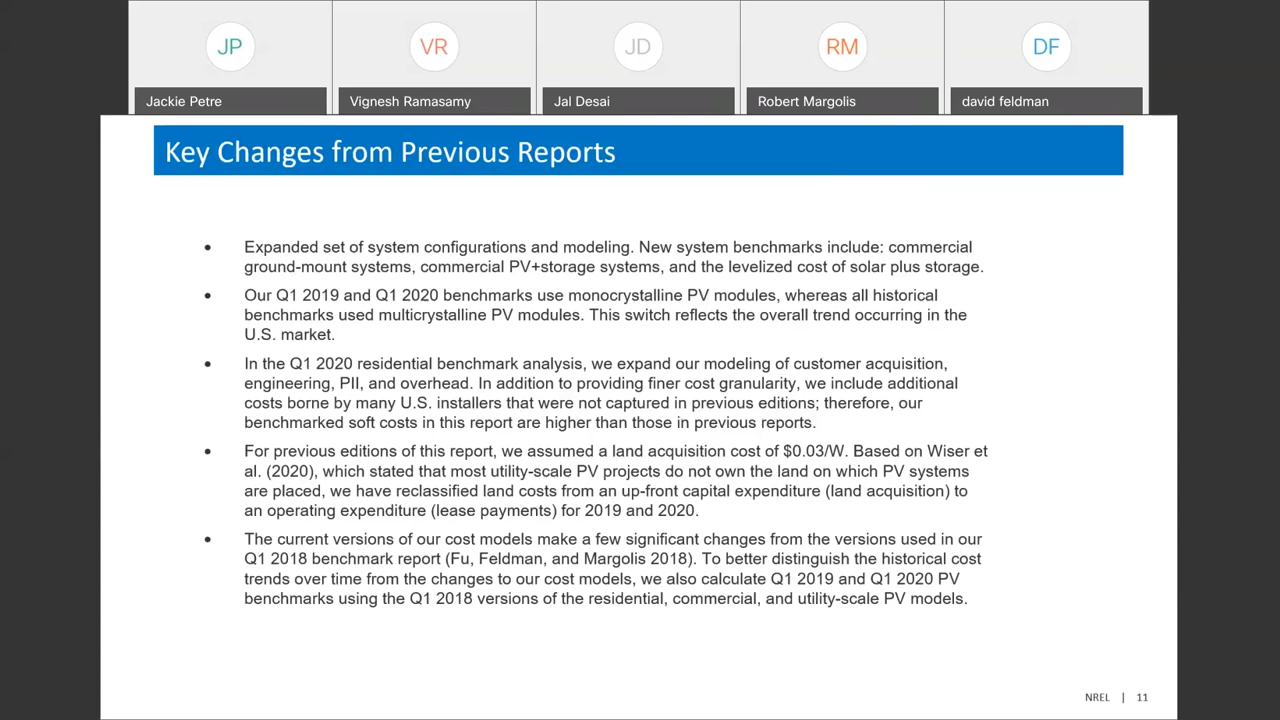 JP VR JD RM DF
Jackie Petre Vignesh Ramasamy Jal Desai Robert Margolis david feldman
Key Changes from Previous Reports
• Expanded set of system configurations and modeling. New system benchmarks include: commercial
ground-mount systems, commercial PV+storage systems, and the levelized cost of solar plus storage.
• Our Q1 2019 and Q1 2020 benchmarks use monocrystalline PV modules, whereas all historical
benchmarks used multicrystalline PV modules. This switch reflects the overall trend occurring in the
U.S. market.
• In the Q1 2020 residential benchmark analysis, we expand our modeling of customer acquisition,
engineering, PII, and overhead. In addition to providing finer cost granularity, we include additional
costs borne by many U.S. installers that were not captured in previous editions; therefore, our
benchmarked soft costs in this report are higher than those in previous reports.
• For previous editions of this report, we assumed a land acquisition cost of $0.03/W. Based on Wiser et
al. (2020), which stated that most utility-scale PV projects do not own the land on which PV systems
are placed, we have reclassified land costs from an up-front capital expenditure (land acquisition) to
an operating expenditure (lease payments) for 2019 and 2020.
• The current versions of our cost models make a few significant changes from the versions used in our
Q1 2018 benchmark report (Fu, Feldman, and Margolis 2018). To better distinguish the historical cost
trends over time from the changes to our cost models, we also calculate Q1 2019 and Q1 2020 PV
benchmarks using the Q1 2018 versions of the residential, commercial, and utility-scale PV models.
NREL | 11